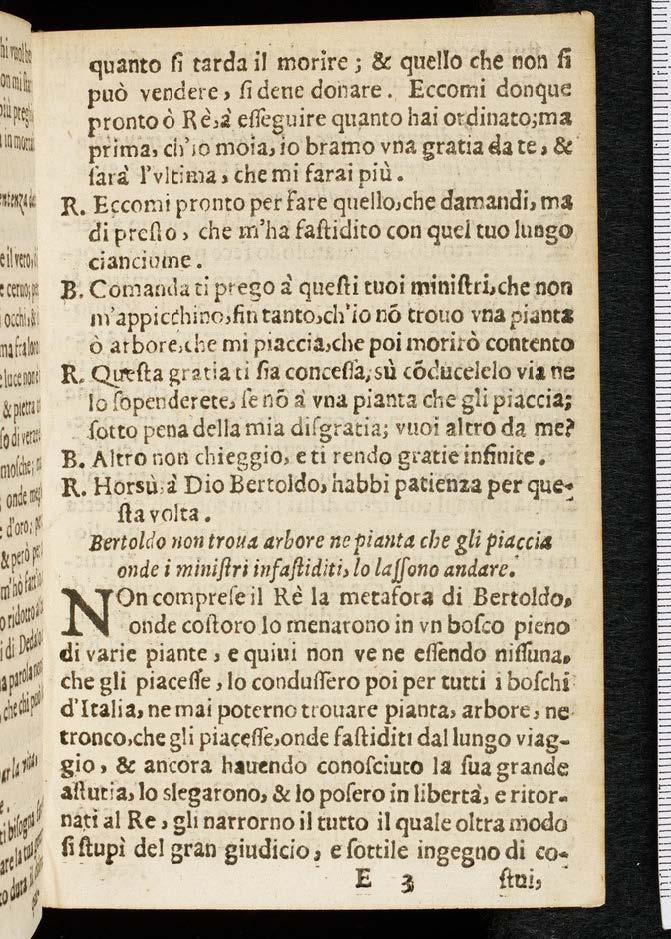 quanto ſi tarda il morire; & quello che non ſi
può vendere, ſi dene donare. Eccomi donque
pronto ò Rè, à eſſeguire quanto hai ordinato; ma
prima, ch'io moia, io bramo vna gratia da te, &
ſarà l'vltima, che mi farai più.
R. Eccomi pronto per fare quello, che damandi, ma
di preſto, che m'ha faſtidito con quel tuo lungo
cianciume.
B. Comanda ti prego à queſti tuoi miniſtri, che non
m'appicchino, fin tanto, ch'io nō trouo vna pianta
ò arbore, che mi piaccia, che poi morirò contento
R. Queſta gratia ti ſia conceſſa, sù cōducelelo via ne
lo ſopenderete, ſe nō à vna pianta che gli piaccia;
ſotto pena della mia diſgratia; vuoi altro da me?
B. Altro non chieggio, e ti rendo gratie infinite.
R. Horsù à Dio Bertoldo, habbi patienza per que-
ſta volta.
Bertoldo non troua arbore ne pianta che gli piaccia
onde i miniſtri infaſtiditi, lo laſſono andare.
NOn compreſe il Rè la metafora di Bertoldo,
onde coſtoro lo menarono in vn boſco pieno
di varie piante, e quiui non ve ne eſſendo niſſuna,
che gli piaceſſe, lo conduſſero poi per tutti i boſchi
d'Italia, ne mai poterno trouare pianta, arbore, ne
tronco, che gli piaceſſe, onde faſtiditi dal lungo viag-
gio, & ancora hauendo conoſciuto la ſua grande
aſtutia, lo slegarono, & lo poſero in libertà, e ritor-
nati al Re, gli narrorno il tutto il quale oltra modo
ſi ſtupì del gran giudicio, e ſottile ingegno di co-
E 3 ſtui,